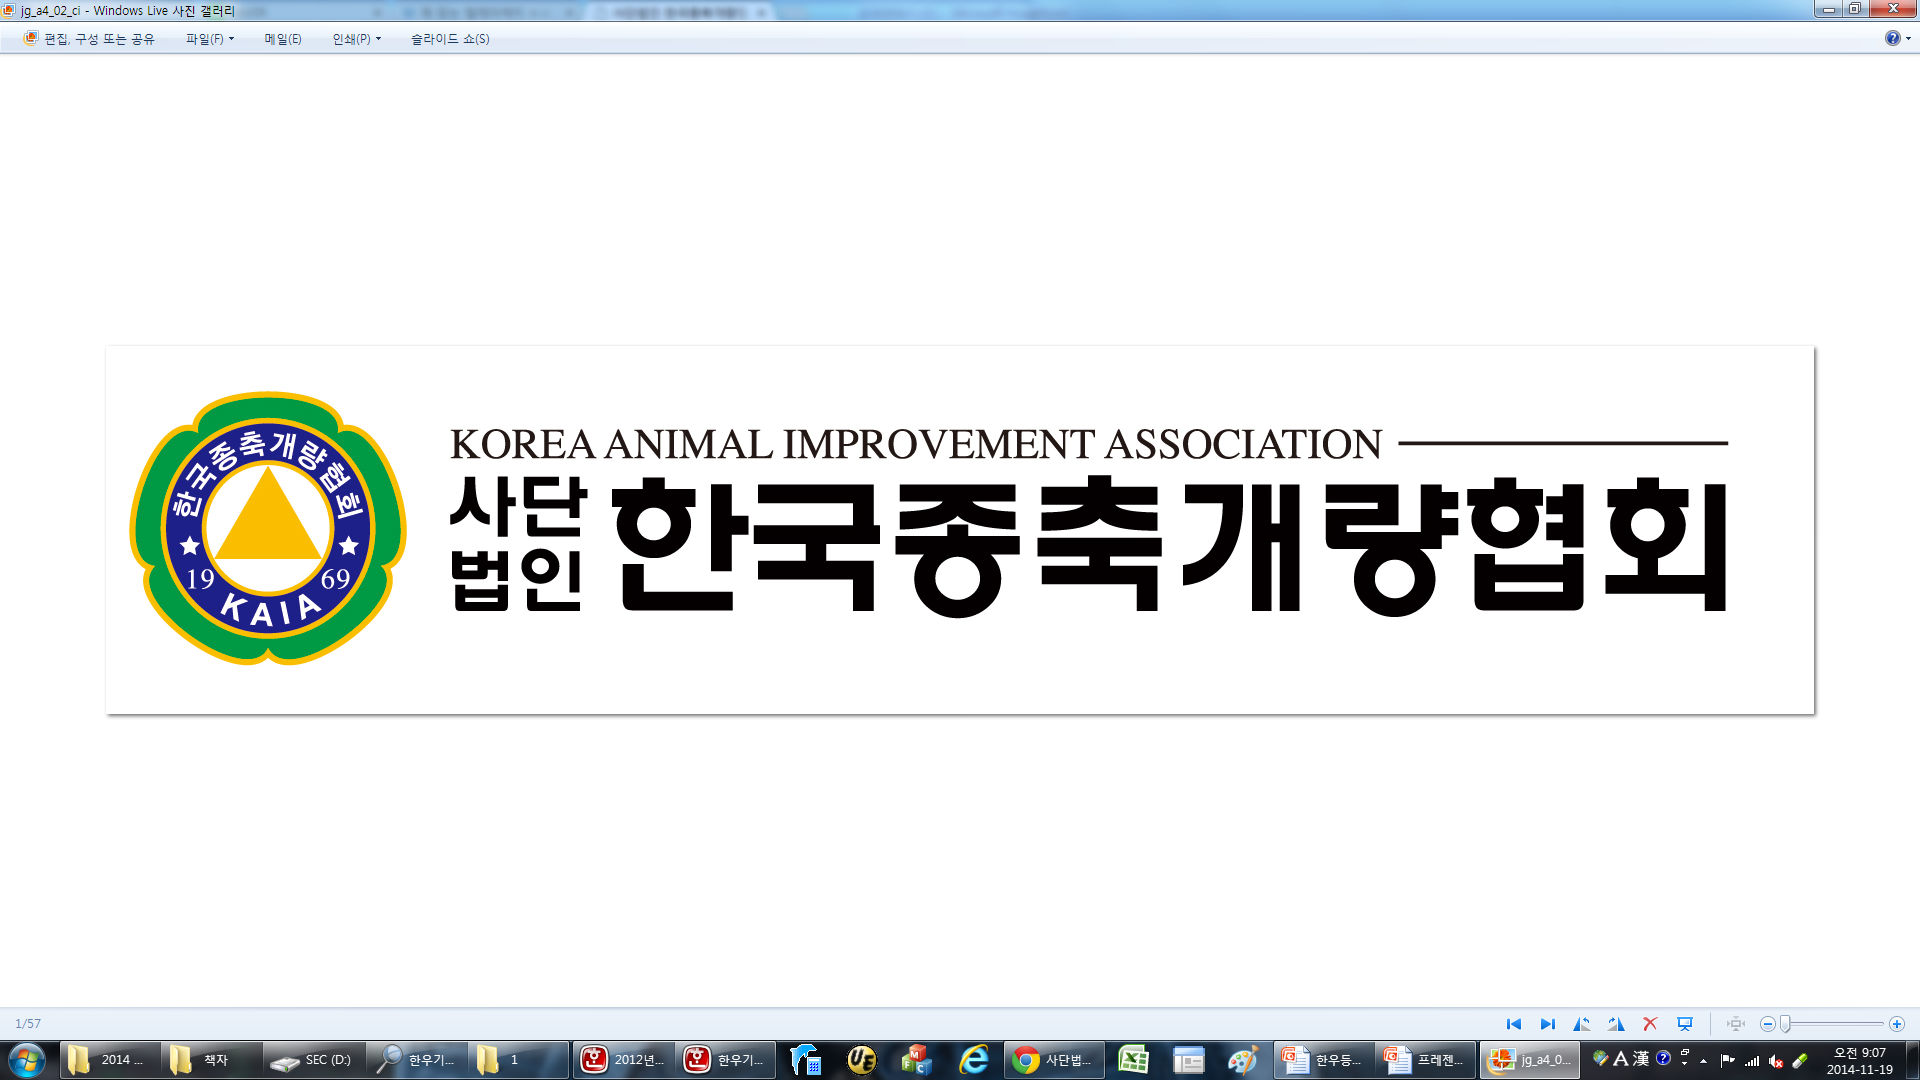 jg_a4_02_ci - Windows Live 사진 갤러리
편집, 구성 또는 공유 파일(F) 메일(E) 인쇄(P) 슬라이드 쇼(S)
한국종축개량협회
19 69
KAIA
KOREA ANIMAL IMPROVEMENT ASSOCIATION
사단법인 한국종축개량협회
1/57
2014 ... 책자 SEC (D:) 한우기... 1 2012년... 한우기... 사단법... 한우등... 프레젠... jg_a4_0... A 漢 오전 9:07
2014-11-19